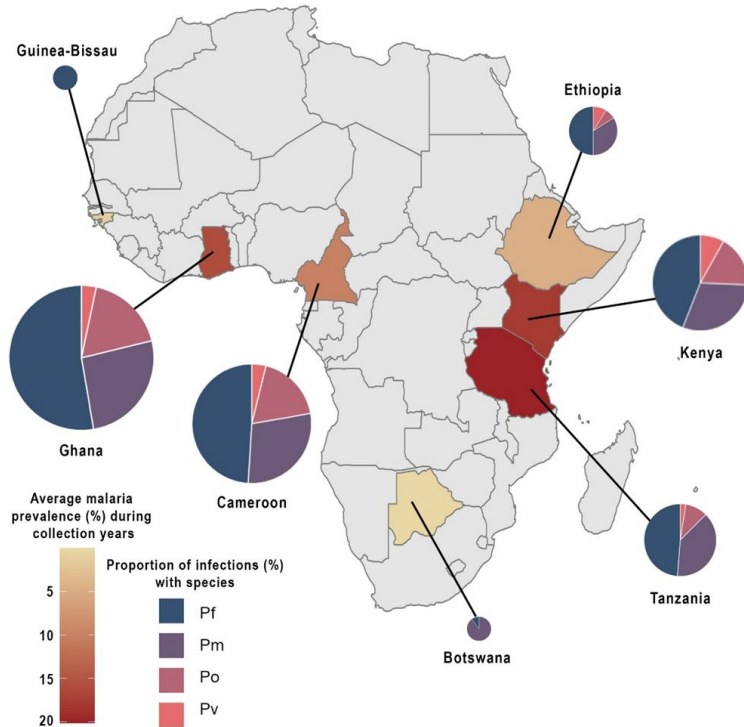 Guinea-Bissau
Ethiopia
Kenya
Ghana
Cameroon
Tanzania
Botswana
Average malaria
prevalence (%) during
collection years
5
10
15
20
Proportion of infections (%)
with species
Pf
Pm
Po
Pv